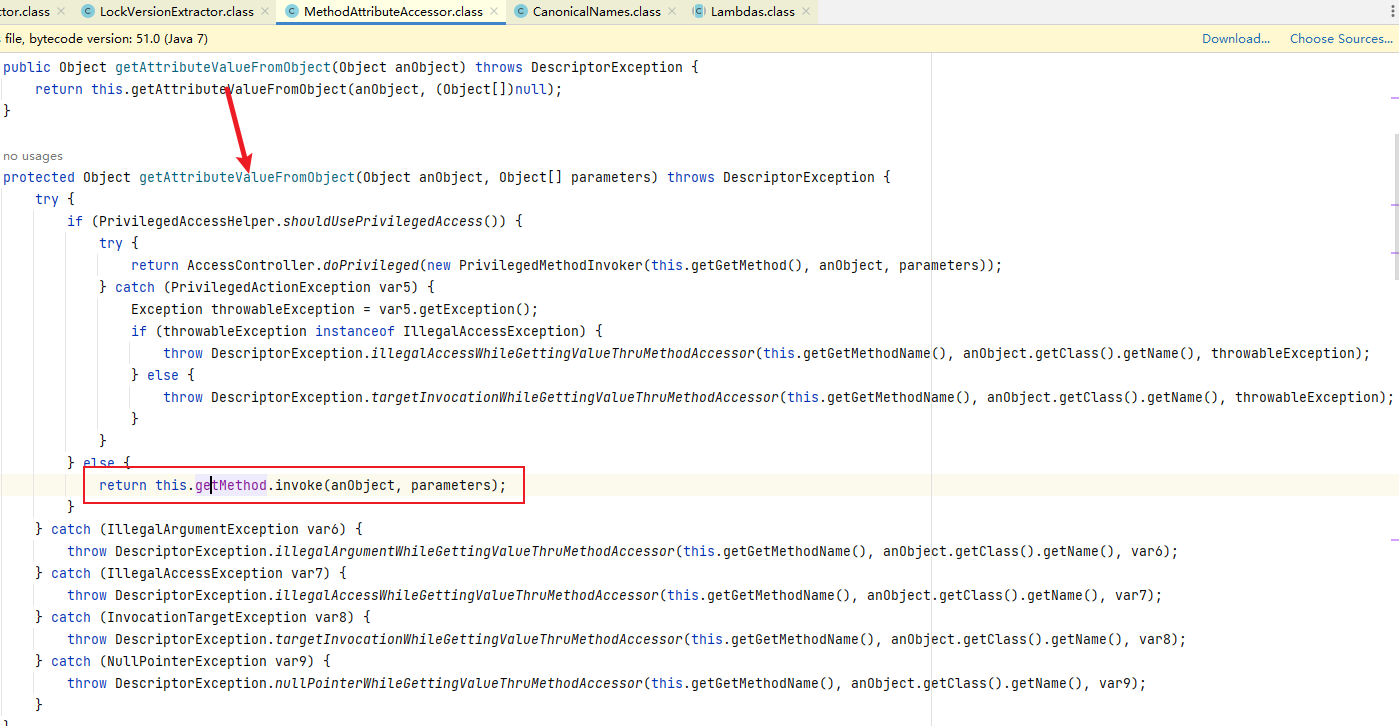 ctor.class × LockVersionExtractor.class × MethodAttributeAccessor.class × CanonicalNames.class × Lambdas.class ×
file, bytecode version: 51.0 (Java 7) Download... Choose Sources...
public Object getAttributeValueFromObject(Object anObject) throws DescriptorException {
return this.getAttributeValueFromObject(anObject, (Object[])null);
}
no usages
protected Object getAttributeValueFromObject(Object anObject, Object[] parameters) throws DescriptorException {
try {
if (PrivilegedAccessHelper.shouldUsePrivilegedAccess()) {
try {
return AccessController.doPrivileged(new PrivilegedMethodInvoker(this.getGetMethod(), anObject, parameters));
} catch (PrivilegedActionException var5) {
Exception throwableException = var5.getException();
if (throwableException instanceof IllegalAccessException) {
throw DescriptorException.illegalAccessWhileGettingValueThruMethodAccessor(this.getGetMethodName(), anObject.getClass().getName(), throwableException);
} else {
throw DescriptorException.targetInvocationWhileGettingValueThruMethodAccessor(this.getGetMethodName(), anObject.getClass().getName(), throwableException);
}
}
} else {
return this.getMethod.invoke(anObject, parameters);
}
} catch (IllegalArgumentException var6) {
throw DescriptorException.illegalArgumentWhileGettingValueThruMethodAccessor(this.getGetMethodName(), anObject.getClass().getName(), var6);
} catch (IllegalAccessException var7) {
throw DescriptorException.illegalAccessWhileGettingValueThruMethodAccessor(this.getGetMethodName(), anObject.getClass().getName(), var7);
} catch (InvocationTargetException var8) {
throw DescriptorException.targetInvocationWhileGettingValueThruMethodAccessor(this.getGetMethodName(), anObject.getClass().getName(), var8);
} catch (NullPointerException var9) {
throw DescriptorException.nullPointerWhileGettingValueThruMethodAccessor(this.getGetMethodName(), anObject.getClass().getName(), var9);
}
}